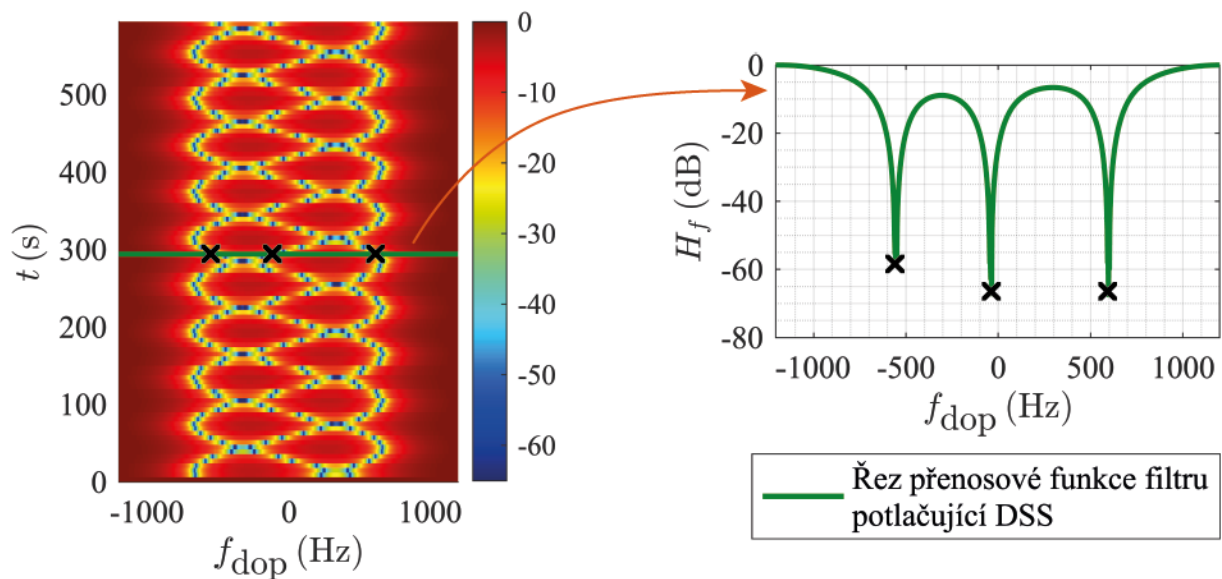 0
-10
-20
-30
-40
-50
-60
500
400
300
200
100
0
t (s)
-1000 0 1000
f_dop (Hz)
0
-20
-40
-60
-80
H_f (dB)
-1000 -500 0 500 1000
f_dop (Hz)
Řez přenosové funkce filtru
potlačující DSS